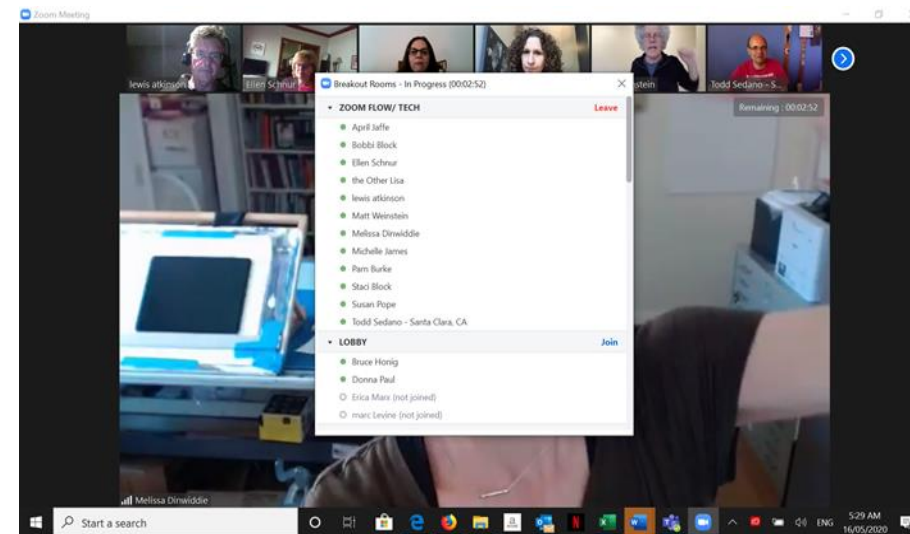 Zoom Meeting
lewis atkinson
Ellen Schnur
stein
Todd Sedano - S...
Breakout Rooms - In Progress (00:02:52)
Remaining : 00:02:52
ZOOM FLOW/ TECH
Leave
April Jaffe
Bobbi Block
Ellen Schnur
the Other Lisa
lewis atkinson
Matt Weinstein
Melissa Dinwiddie
Michelle James
Pam Burke
Staci Block
Susan Pope
Todd Sedano - Santa Clara, CA
LOBBY
Join
Bruce Honig
Donna Paul
Erica Marx (not joined)
marc Levine (not joined)
Melissa Dinwiddie
Start a search
ENG
5:29 AM
16/05/2020